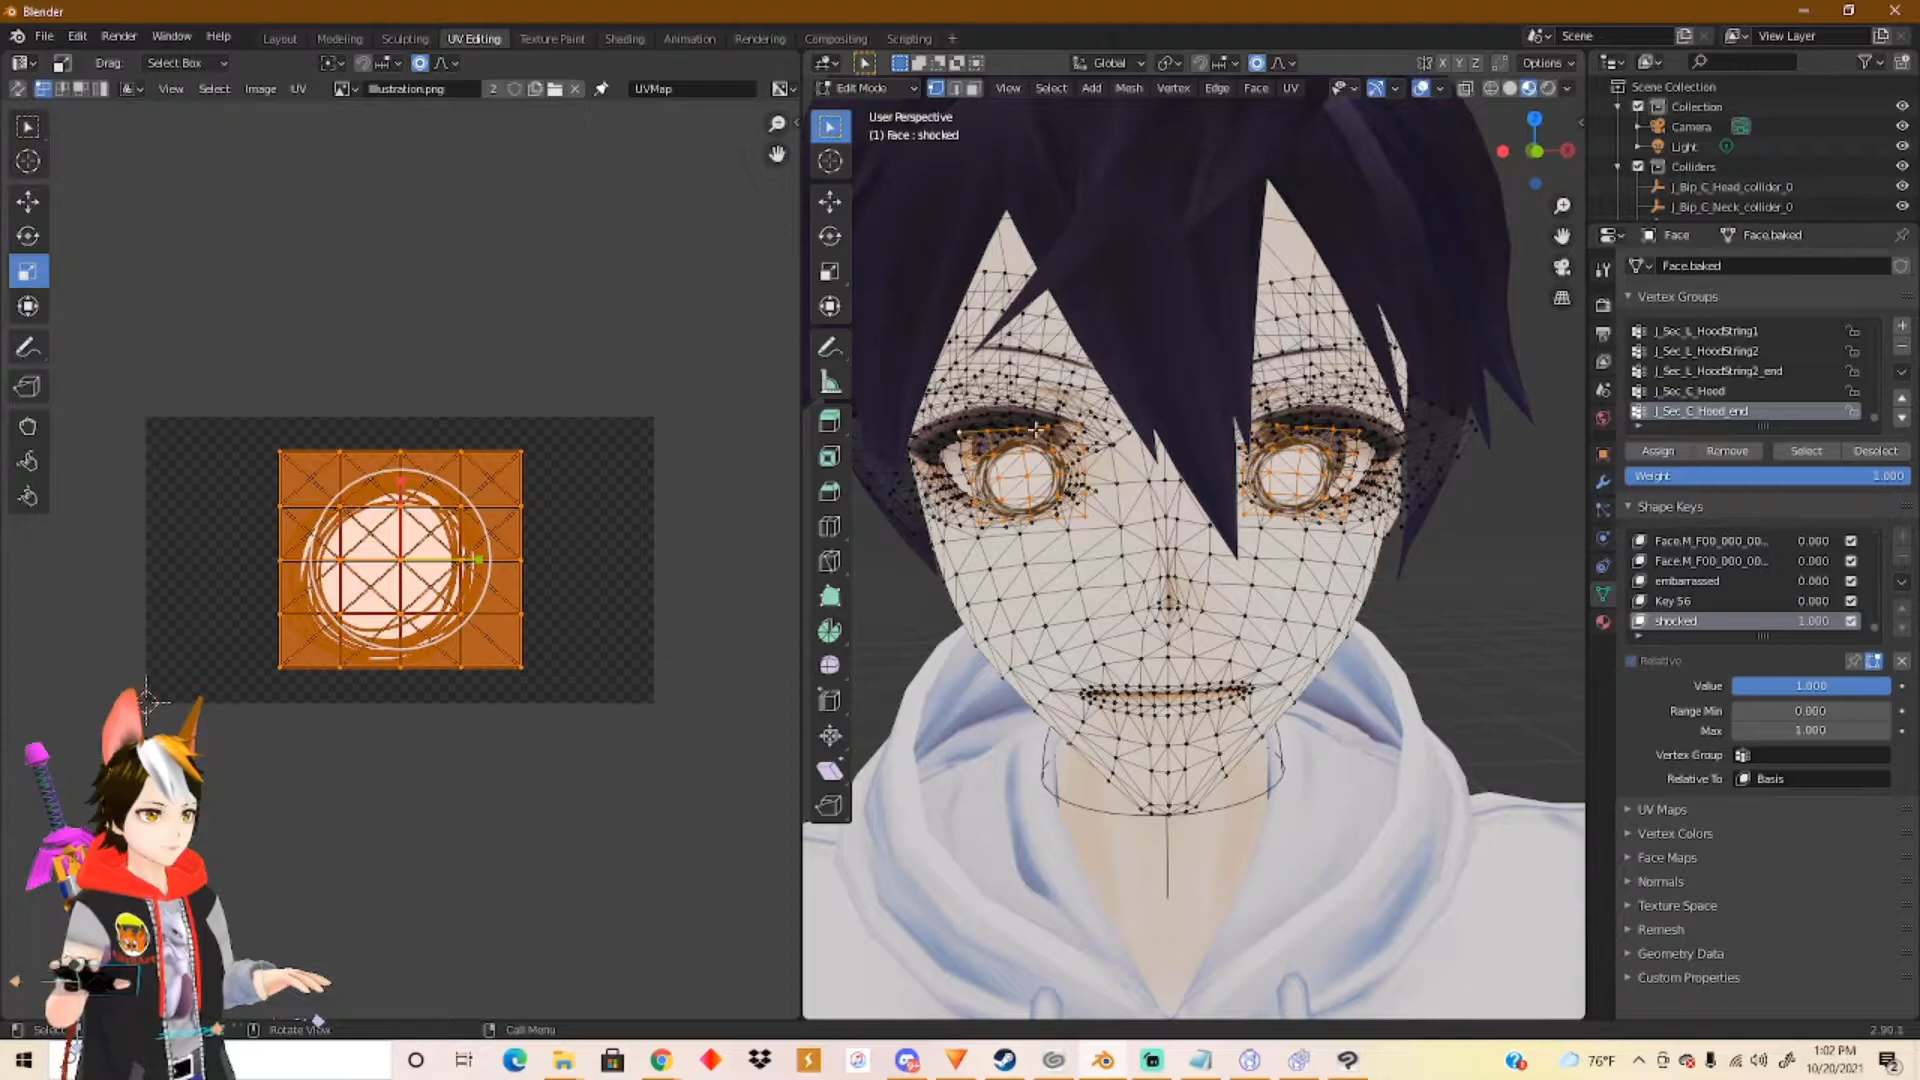 Blender
File Edit Render Window Help
Layout Modeling Sculpting UV Editing Texture Paint Shading Animation Rendering Compositing Scripting +
Scene
View Layer
Drag: Select Box
Global
X Y Z
Options
View Select Image UV
Illustration.png 2
UVMap
Edit Mode
View Select Add Mesh Vertex Edge Face UV
User Perspective
(1) Face : shocked
Z
Scene Collection
Collection
Camera
Light
Colliders
J_Bip_C_Head_collider_0
J_Bip_C_Neck_collider_0
Face Face.baked
Face.baked
Vertex Groups
J_Sec_L_HoodString1
J_Sec_L_HoodString2
J_Sec_L_HoodString2_end
J_Sec_C_Hood
J_Sec_C_Hood_end
Assign Remove Select Deselect
Weight 1.000
Shape Keys
Face.M_F00_000_00... 0.000
Face.M_F00_000_00... 0.000
embarrassed 0.000
Key 56 0.000
shocked 1.000
Relative
Value 1.000
Range Min 0.000
Max 1.000
Vertex Group
Relative To Basis
UV Maps
Vertex Colors
Face Maps
Normals
Texture Space
Remesh
Geometry Data
Custom Properties
Select Rotate View Call Menu
2.90.1
76°F
1:02 PM
10/20/2021
2